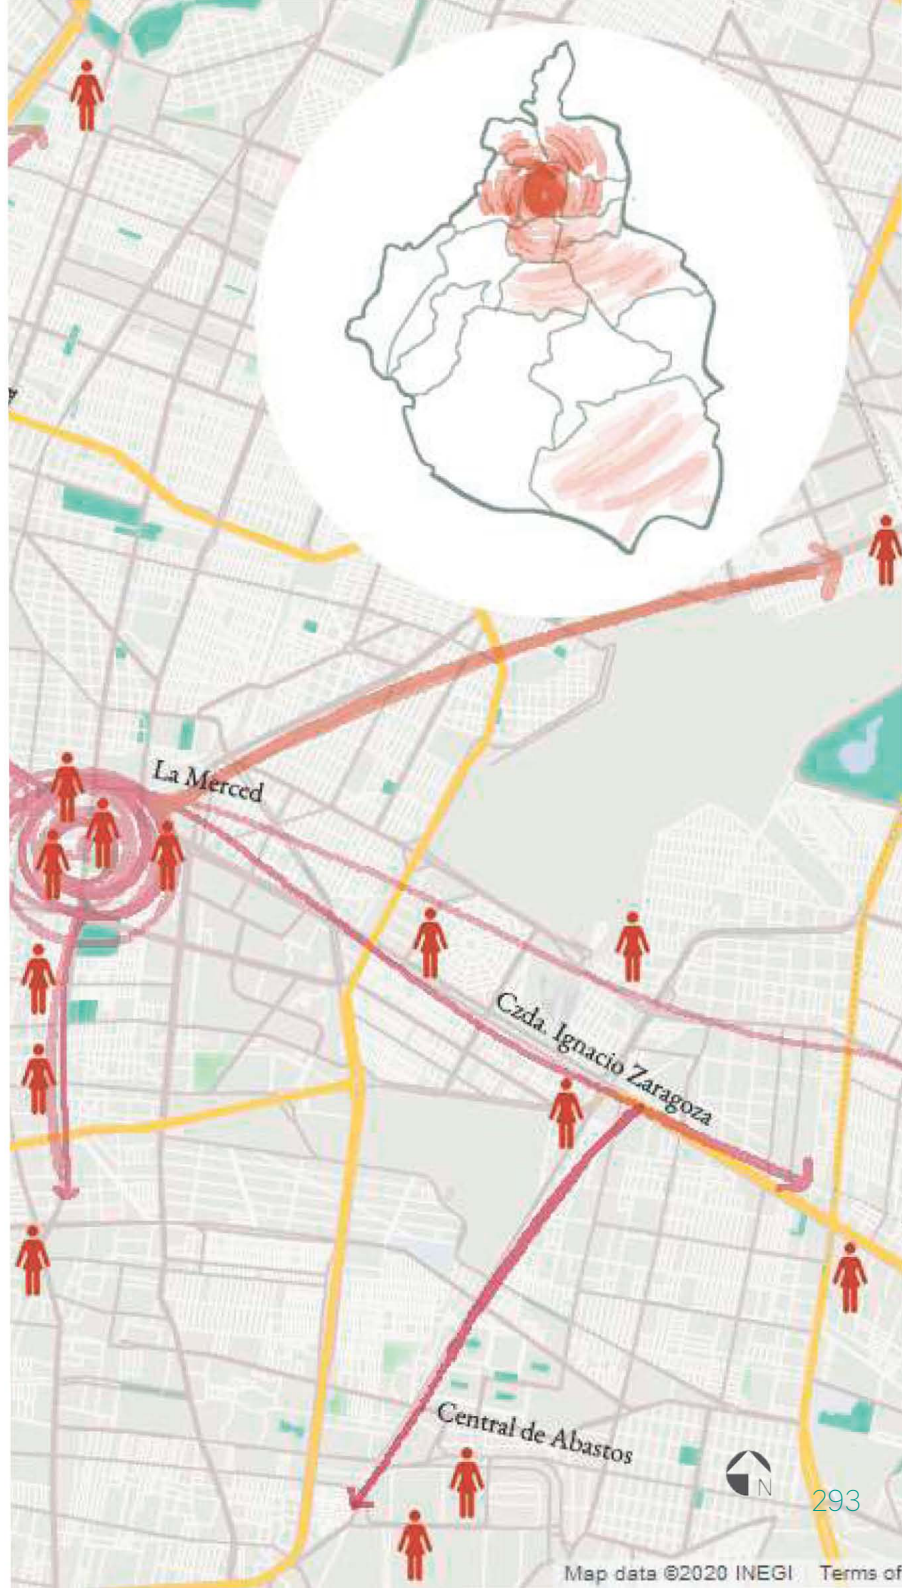 La Merced
Czda. Ignacio Zaragoza
Central de Abastos
N
293
Map data ©2020 INEGI Terms of